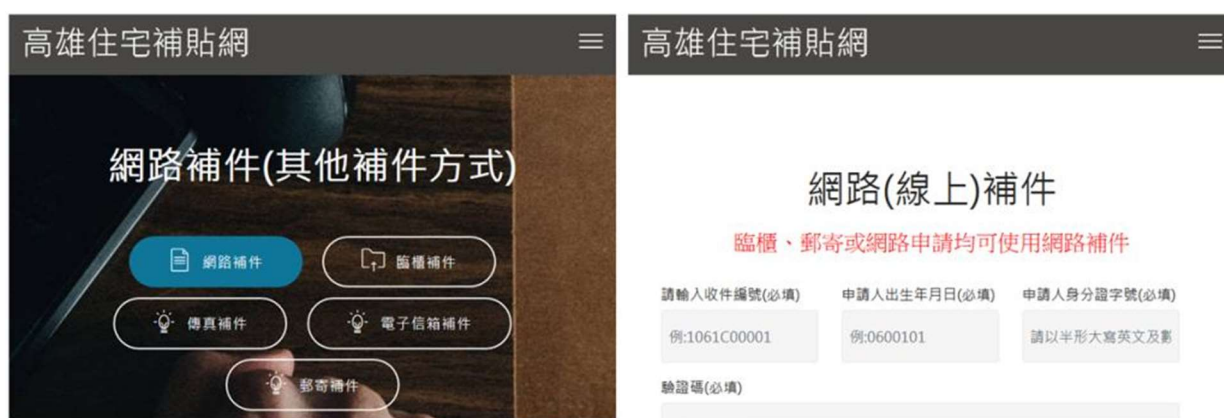 高雄住宅補貼網
網路補件(其他補件方式)
網路補件
臨櫃補件
傳真補件
電子信箱補件
郵寄補件
高雄住宅補貼網
網路(線上)補件
臨櫃、郵寄或網路申請均可使用網路補件
請輸入收件編號(必填)
申請人出生年月日(必填)
申請人身分證字號(必填)
例:1061C00001
例:0600101
請以半形大寫英文及數
驗證碼(必填)